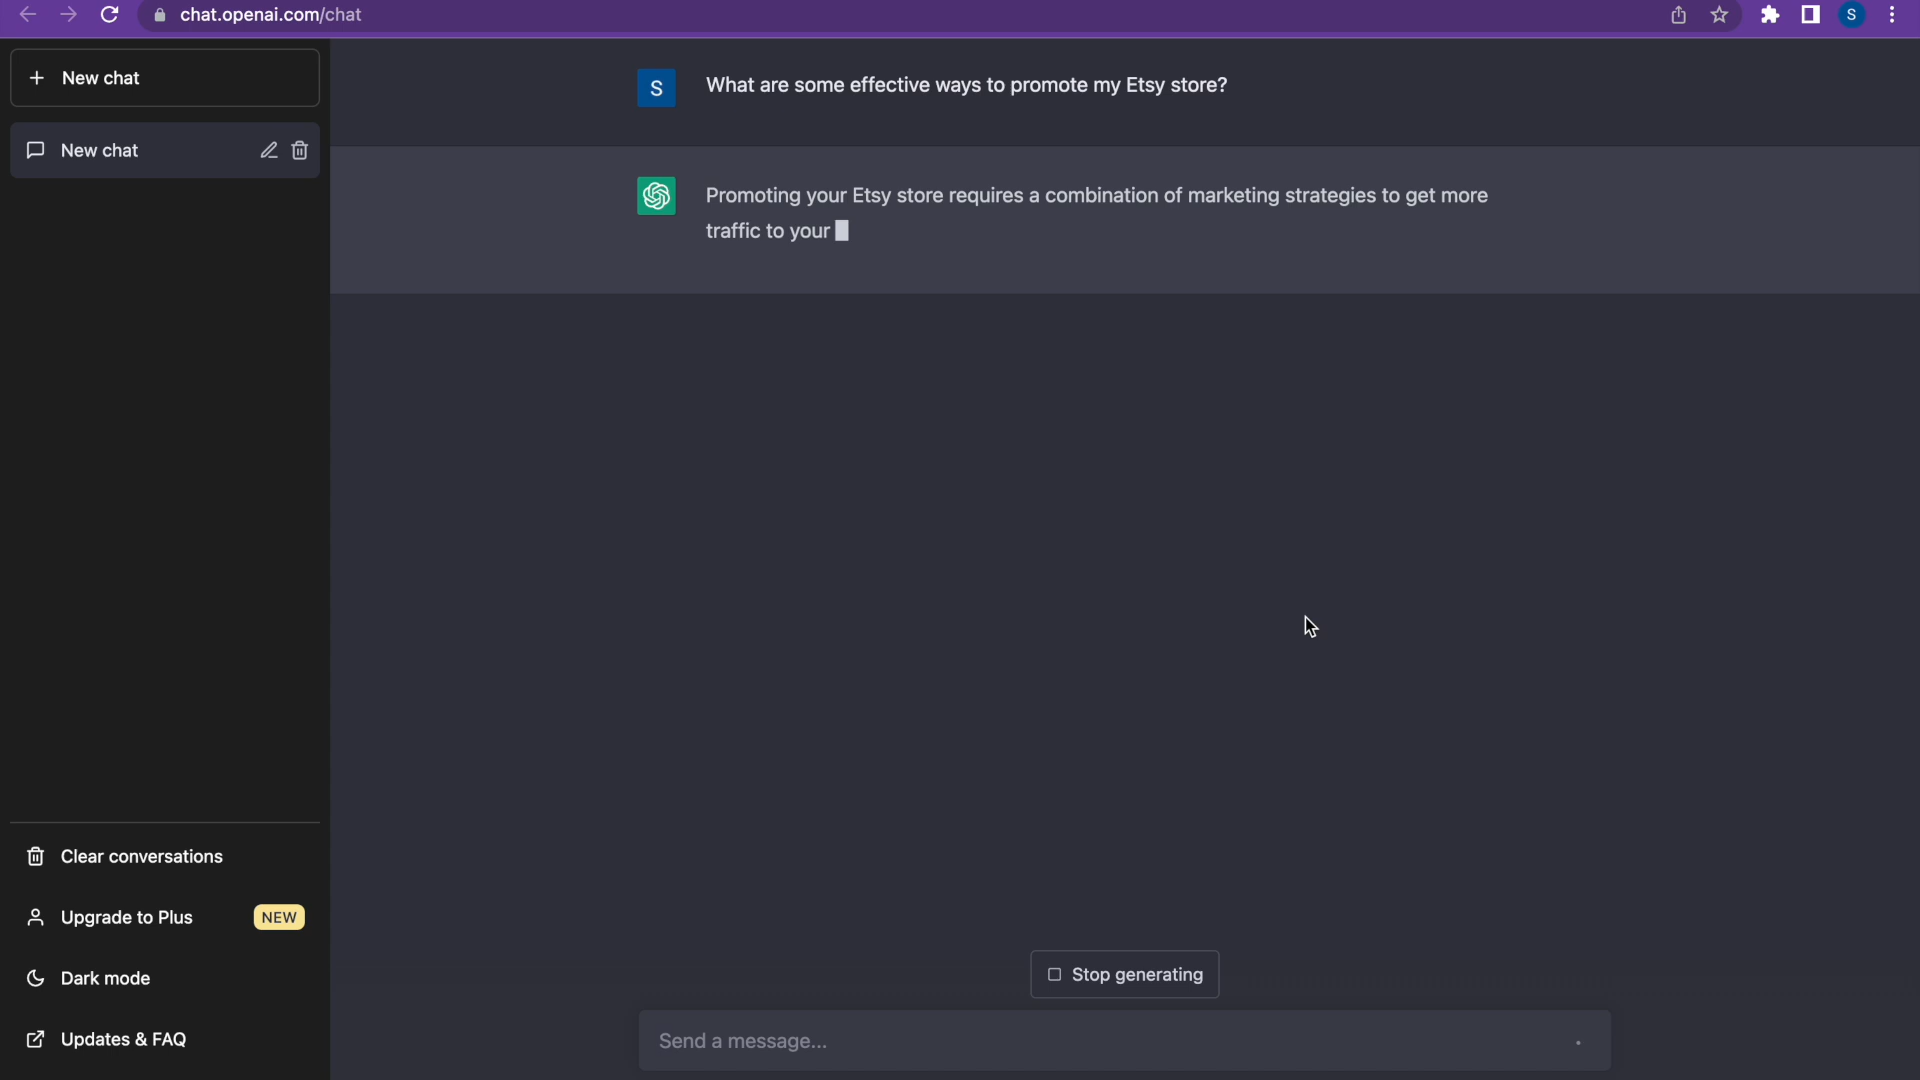 chat.openai.com/chat
S
New chat
New chat
S
What are some effective ways to promote my Etsy store?
Promoting your Etsy store requires a combination of marketing strategies to get more
traffic to your
Clear conversations
Upgrade to Plus
NEW
Dark mode
Updates & FAQ
Stop generating
Send a message...